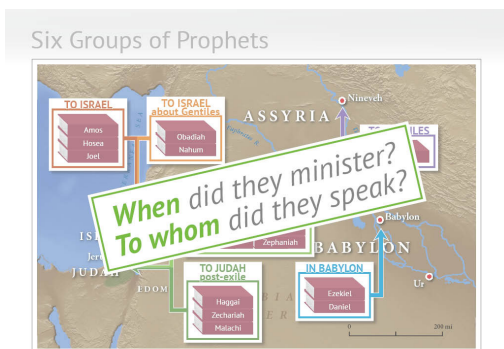 Six Groups of Prophets
TO ISRAEL
Amos
Hosea
Joel
TO ISRAEL
about Gentiles
Obadiah
Nahum
Nineveh
ASSYRIA
When did they minister?
To whom did they speak?
Zephaniah
Babylon
BABYLON
JUDAH
EDOM
Ur
TO JUDAH
post-exile
Haggai
Zechariah
Malachi
IN BABYLON
Ezekiel
Daniel
0 200 mi